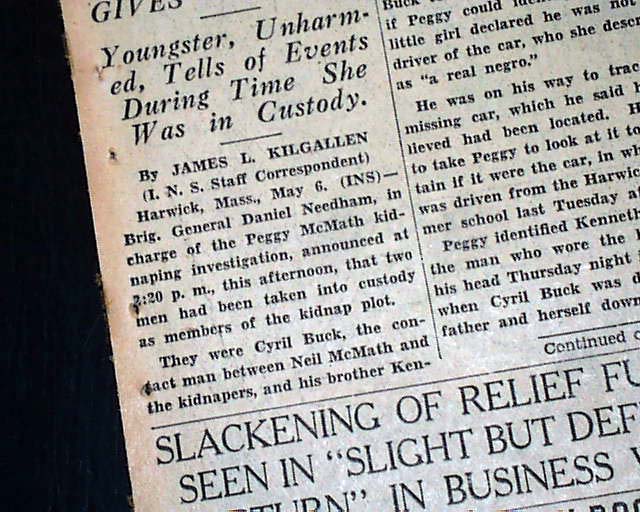 GIVES
Youngster, Unharm-
ed, Tells of Events
During Time She
Was in Custody.
By JAMES L. KILGALLEN
(I. N. S. Staff Correspondent)
Harwick, Mass., May 6. (INS)—
Brig. General Daniel Needham, in
charge of the Peggy McMath kid-
naping investigation, announced at
2:20 p. m., this afternoon, that two
men had been taken into custody
as members of the kidnap plot.
They were Cyril Buck, the con-
tact man between Neil McMath and
the kidnapers, and his brother Ken-
Buck
if Peggy could
little girl declared he was not
driver of the car, who she
as "a real negro."
He was on his way to
missing car, which he said
lieved had been located.
to take Peggy to look at it to
tain if it were the car, in
was driven from the Harwic
mer school last Tuesday
Peggy identified Kenneth
the man who wore the
his head Thursday night
when Cyril Buck was
father and herself down
Continued
SLACKENING OF RELIEF
SEEN IN "SLIGHT BUT DEF
TURN" IN BUSINESS